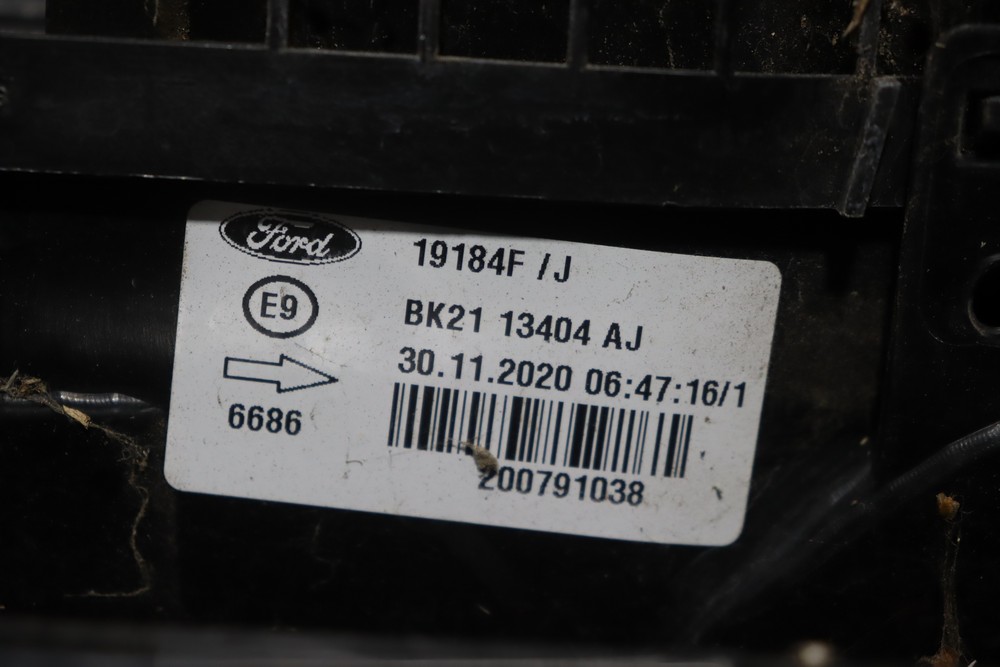 Ford
19184F /J
E9
BK21 13404 AJ
30.11.2020 06:47:16/1
6686
200791038